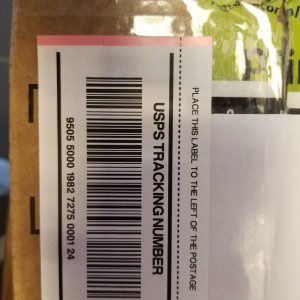 PLACE THIS LABEL TO THE LEFT OF THE POSTAGE
USPS TRACKING NUMBER
9505 5000 1982 7275 0001 24